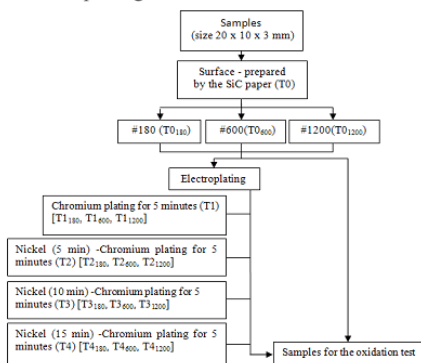 Samples
(size 20 x 10 x 3 mm)
Surface - prepared
by the SiC paper (T0)
#180 (T0₁₈₀)
#600(T0₆₀₀)
#1200(T0₁₂₀₀)
Electroplating
Chromium plating for 5 minutes (T1)
[T1₁₈₀, T1₆₀₀, T1₁₂₀₀]
Nickel (5 min) -Chromium plating for 5
minutes (T2) [T2₁₈₀, T2₆₀₀, T2₁₂₀₀]
Nickel (10 min) -Chromium plating for 5
minutes (T3) [T3₁₈₀, T3₆₀₀, T3₁₂₀₀]
Nickel (15 min) -Chromium plating for 5
minutes (T4) [T4₁₈₀, T4₆₀₀, T4₁₂₀₀]
Samples for the oxidation test